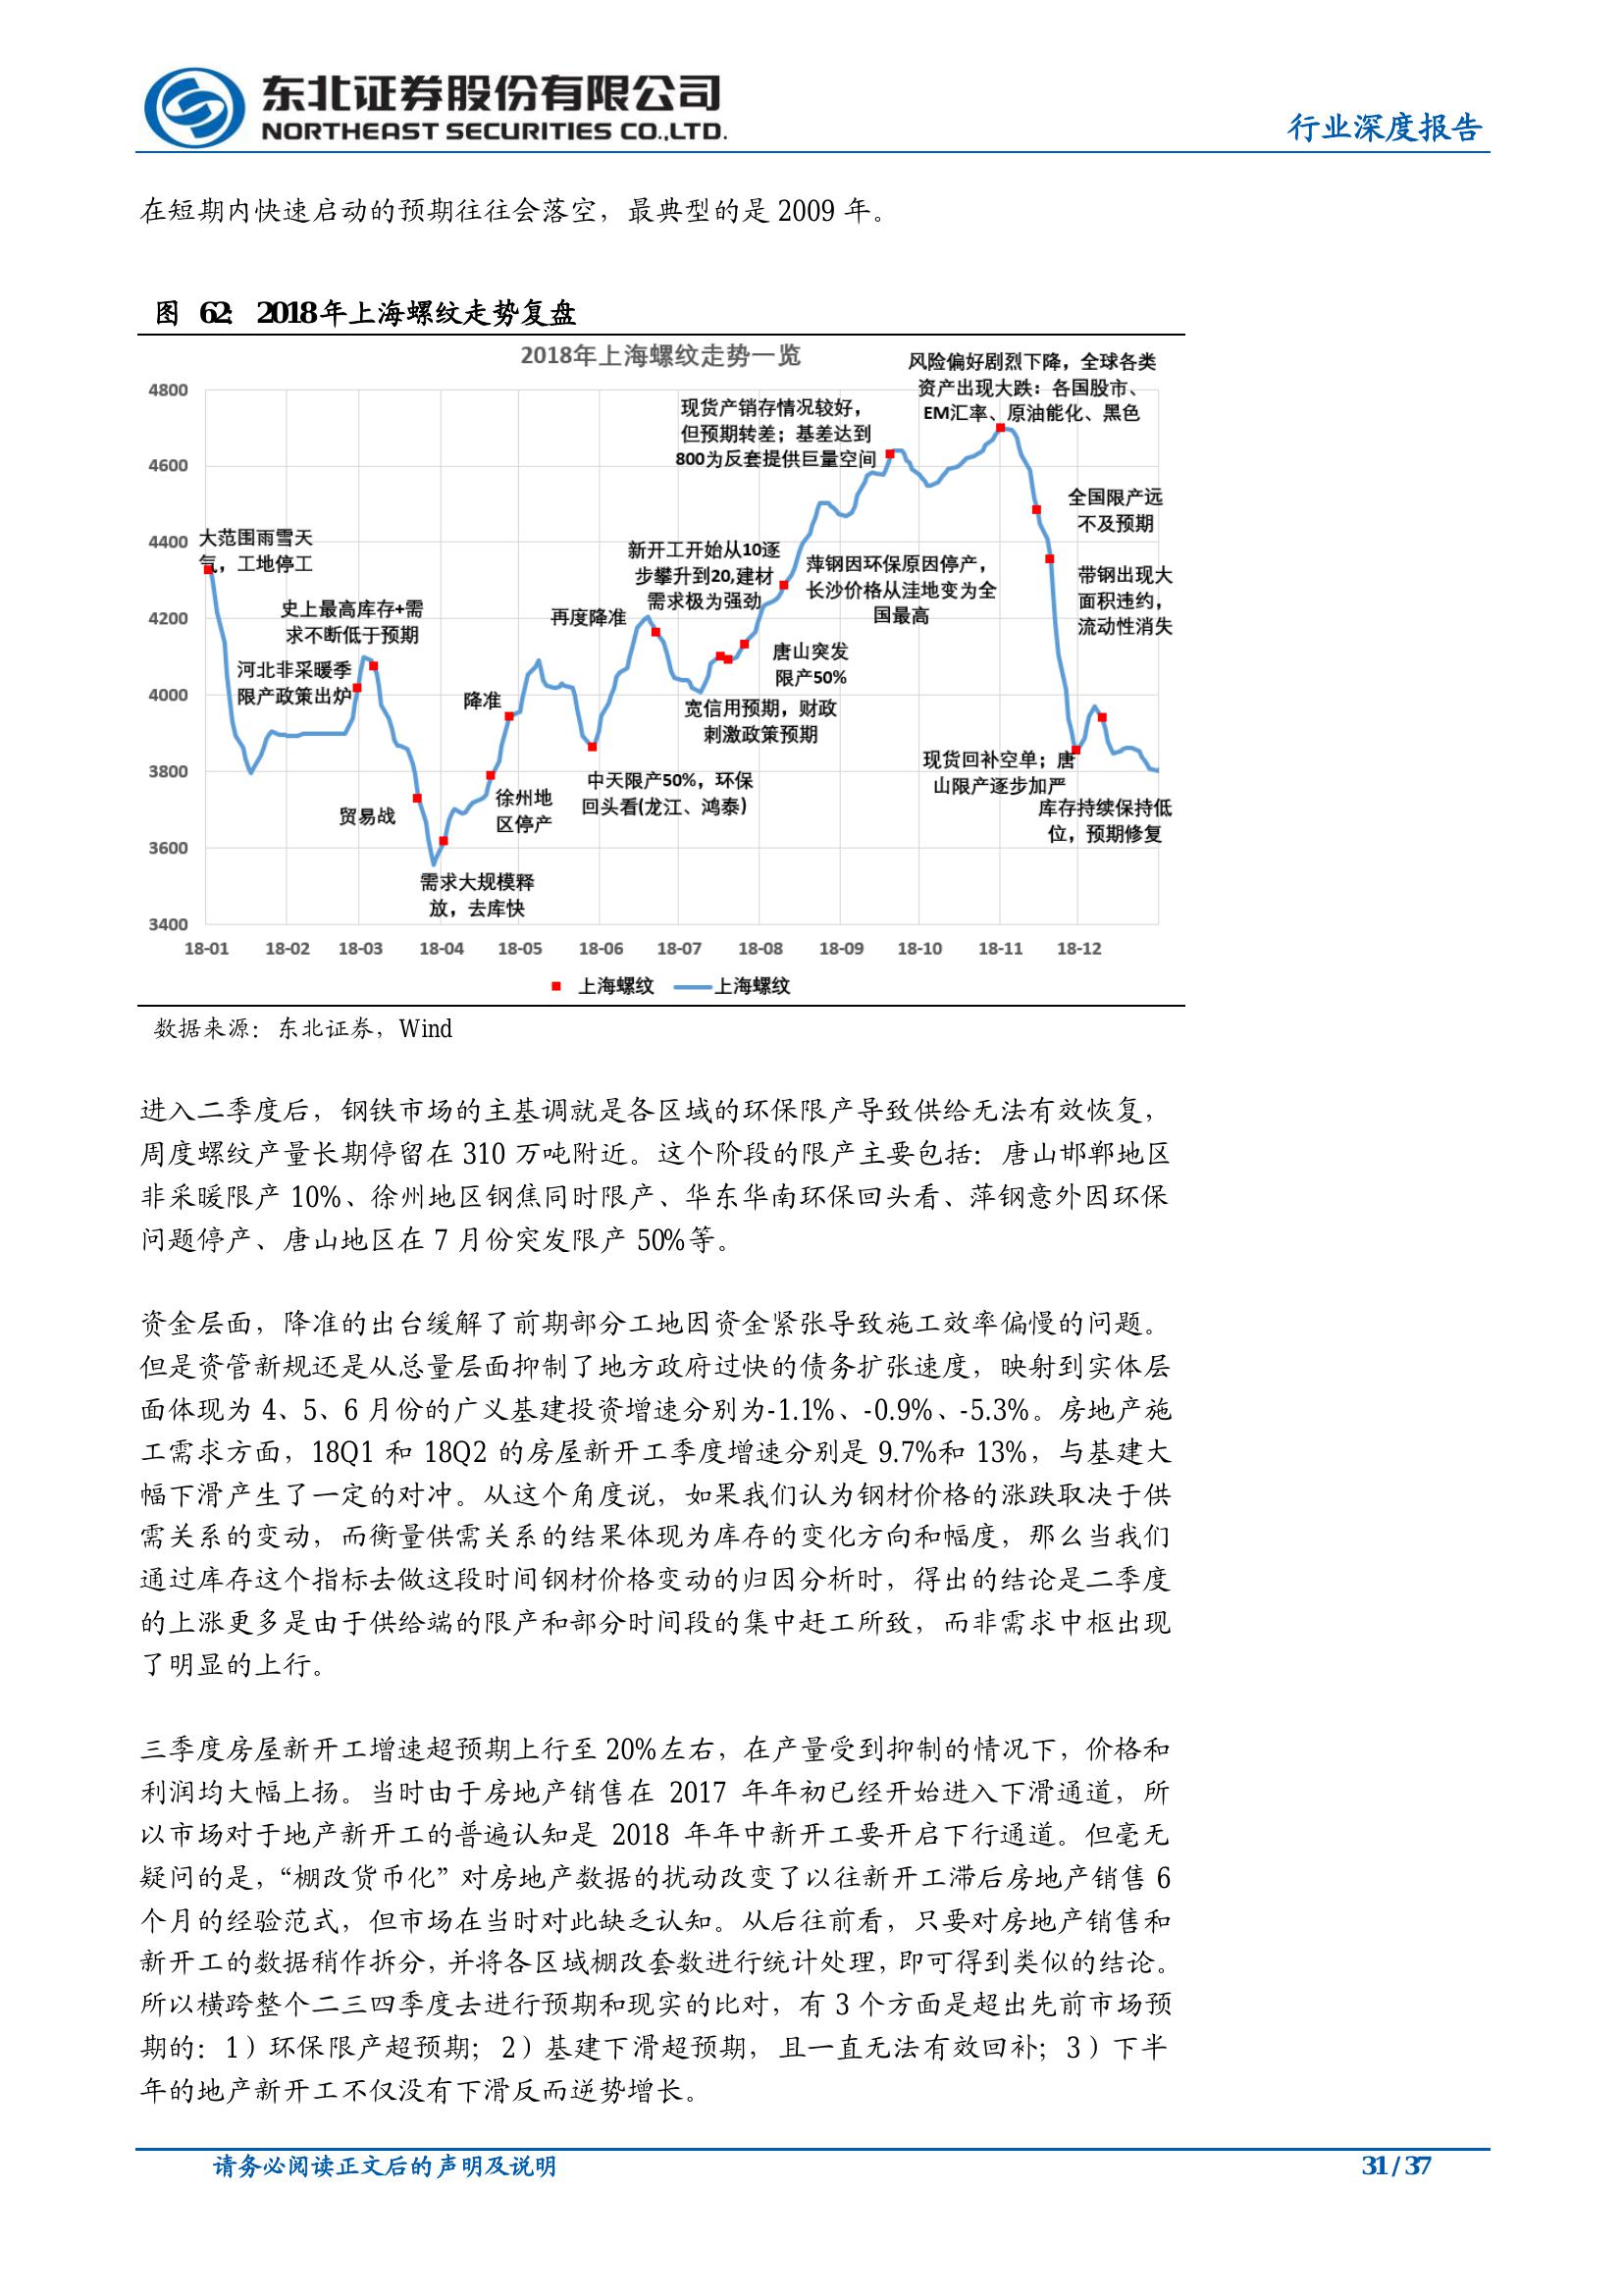 东北证券股份有限公司
NORTHEAST SECURITIES CO.,LTD.
行业深度报告
在短期内快速启动的预期往往会落空，最典型的是 2009 年。
图 62: 2018年上海螺纹走势复盘
2018年上海螺纹走势一览
风险偏好剧烈下降，全球各类
资产出现大跌：各国股市、
EM汇率、原油能化、黑色
现货产销存情况较好，
但预期转差；基差达到
800为反套提供巨量空间
全国限产远
不及预期
大范围雨雪天
气，工地停工
新开工开始从10逐
步攀升到20,建材
需求极为强劲
萍钢因环保原因停产，
长沙价格从洼地变为全
国最高
带钢出现大
面积违约，
流动性消失
史上最高库存+需
求不断低于预期
再度降准
河北非采暖季
限产政策出炉
唐山突发
限产50%
降准
宽信用预期，财政
刺激政策预期
现货回补空单；唐
山限产逐步加严
中天限产50%，环保
回头看(龙江、鸿泰)
徐州地
区停产
贸易战
库存持续保持低
位，预期修复
需求大规模释
放，去库快
4800
4600
4400
4200
4000
3800
3600
3400
18-01 18-02 18-03 18-04 18-05 18-06 18-07 18-08 18-09 18-10 18-11 18-12
上海螺纹 上海螺纹
数据来源：东北证券，Wind
进入二季度后，钢铁市场的主基调就是各区域的环保限产导致供给无法有效恢复，
周度螺纹产量长期停留在 310 万吨附近。这个阶段的限产主要包括：唐山邯郸地区
非采暖限产 10%、徐州地区钢焦同时限产、华东华南环保回头看、萍钢意外因环保
问题停产、唐山地区在 7 月份突发限产 50%等。
资金层面，降准的出台缓解了前期部分工地因资金紧张导致施工效率偏慢的问题。
但是资管新规还是从总量层面抑制了地方政府过快的债务扩张速度，映射到实体层
面体现为 4、5、6 月份的广义基建投资增速分别为-1.1%、-0.9%、-5.3%。房地产施
工需求方面，18Q1 和 18Q2 的房屋新开工季度增速分别是 9.7%和 13%，与基建大
幅下滑产生了一定的对冲。从这个角度说，如果我们认为钢材价格的涨跌取决于供
需关系的变动，而衡量供需关系的结果体现为库存的变化方向和幅度，那么当我们
通过库存这个指标去做这段时间钢材价格变动的归因分析时，得出的结论是二季度
的上涨更多是由于供给端的限产和部分时间段的集中赶工所致，而非需求中枢出现
了明显的上行。
三季度房屋新开工增速超预期上行至 20%左右，在产量受到抑制的情况下，价格和
利润均大幅上扬。当时由于房地产销售在 2017 年年初已经开始进入下滑通道，所
以市场对于地产新开工的普遍认知是 2018 年年中新开工要开启下行通道。但毫无
疑问的是，“棚改货币化”对房地产数据的扰动改变了以往新开工滞后房地产销售 6
个月的经验范式，但市场在当时对此缺乏认知。从后往前看，只要对房地产销售和
新开工的数据稍作拆分，并将各区域棚改套数进行统计处理，即可得到类似的结论。
所以横跨整个二三四季度去进行预期和现实的比对，有 3 个方面是超出先前市场预
期的：1）环保限产超预期；2）基建下滑超预期，且一直无法有效回补；3）下半
年的地产新开工不仅没有下滑反而逆势增长。
请务必阅读正文后的声明及说明
31 / 37